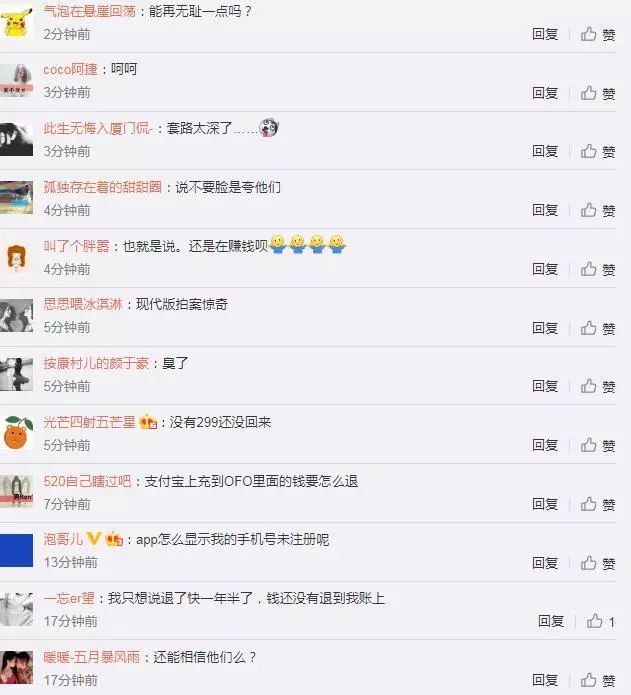 气泡在悬崖回荡：能再无耻一点吗？
2分钟前 回复 赞
coco阿捷：呵呵
3分钟前 回复 赞
此生无悔入厦门侃-：套路太深了……
3分钟前 回复 赞
孤独存在着的甜甜圈：说不要脸是夸他们
4分钟前 回复 赞
叫了个胖嚣：也就是说。还是在赚钱呗
4分钟前 回复 赞
思思喂冰淇淋：现代版拍案惊奇
5分钟前 回复 赞
按康村儿的颜于豪：臭了
5分钟前 回复 赞
光芒四射五芒星：没有299还没回来
5分钟前 回复 赞
520自己瞎过吧：支付宝上充到OFO里面的钱要怎么退
7分钟前 回复 赞
泡哥儿：app怎么显示我的手机号未注册呢
13分钟前 回复 赞
一忘er望：我只想说退了快一年半了，钱还没有退到我账上
17分钟前 回复 1
暖暖-五月暴风雨：还能相信他们么？
17分钟前 回复 赞